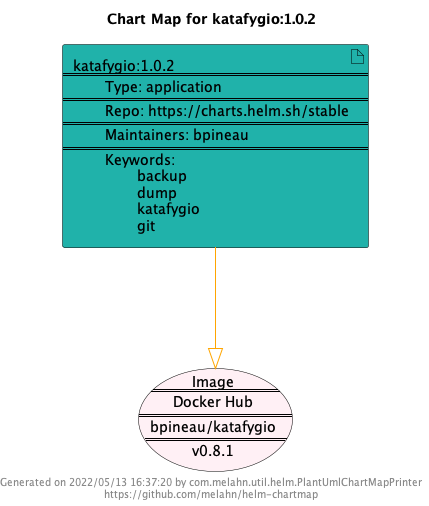 Chart Map for katafygio:1.0.2
katafygio:1.0.2
Type: application
Repo: https://charts.helm.sh/stable
Maintainers: bpineau
Keywords:
backup
dump
katafygio
git
Image
Docker Hub
bpineau/katafygio
v0.8.1
Generated on 2022/05/13 16:37:20 by com.melahn.util.helm.PlantUmlChartMapPrinter
https://github.com/melahn/helm-chartmap